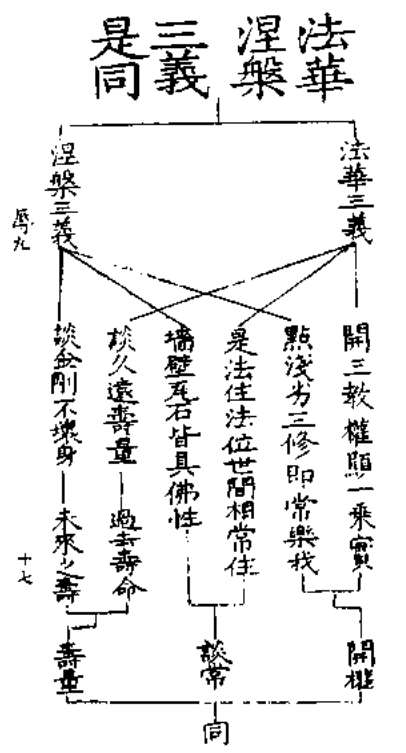 法華
涅槃
三義
是同
法華三義
涅槃三義
辱九
開三教權顯一乘實
點淺劣三修即常樂我
是法住法位世間相常住
墻壁瓦石皆具佛性
談久遠壽量
過去壽命
談金剛不壞身
未來之壽
十七
開權
談常
壽量
同